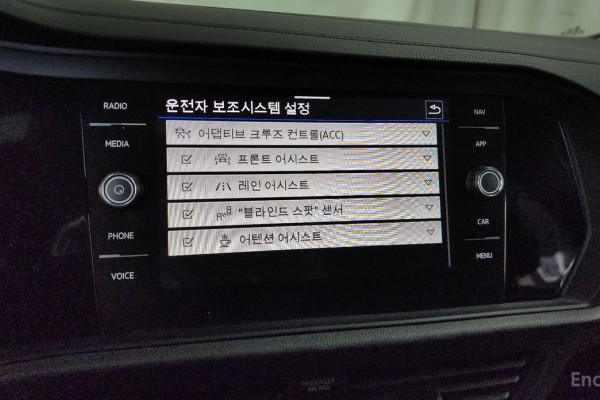 RADIO
MEDIA
PHONE
VOICE
운전자 보조시스템 설정
어댑티브 크루즈 컨트롤(ACC)
프론트 어시스트
레인 어시스트
"블라인드 스팟" 센서
어텐션 어시스트
NAV
APP
CAR
MENU
PASSENGER
AIR BAG
Enc